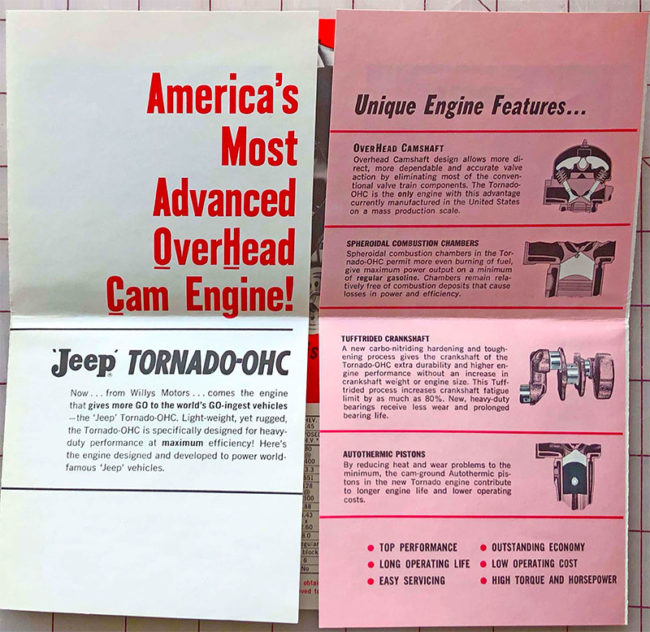 America's
Most
Advanced
OverHead
Cam Engine!
'Jeep' TORNADO-OHC
Now . . . from Willys Motors . . . comes the engine
that gives more GO to the world's GO-ingest vehicles
—the 'Jeep' Tornado-OHC. Light-weight, yet rugged,
the Tornado-OHC is specifically designed for heavy-
duty performance at maximum efficiency! Here's
the engine designed and developed to power world-
famous 'Jeep' vehicles.
Unique Engine Features...
OVERHEAD CAMSHAFT
Overhead Camshaft design allows more di-
rect, more dependable and accurate valve
action by eliminating most of the conven-
tional valve train components. The Tornado-
OHC is the only engine with this advantage
currently manufactured in the United States
on a mass production scale.
SPHEROIDAL COMBUSTION CHAMBERS
Spheroidal combustion chambers in the Tor-
nado-OHC permit more even burning of fuel,
give maximum power output on a minimum
of regular gasoline. Chambers remain rela-
tively free of combustion deposits that cause
losses in power and efficiency.
TUFFTRIDED CRANKSHAFT
A new carbo-nitriding hardening and tough-
ening process gives the crankshaft of the
Tornado-OHC extra durability and higher en-
gine performance without an increase in
crankshaft weight or engine size. This Tuff-
trided process increases crankshaft fatigue
limit by as much as 80%. New, heavy-duty
bearings receive less wear and prolonged
bearing life.
AUTOTHERMIC PISTONS
By reducing heat and wear problems to the
minimum, the cam-ground Autothermic pis-
tons in the new Tornado engine contribute
to longer engine life and lower operating
costs.
● TOP PERFORMANCE ● OUTSTANDING ECONOMY
● LONG OPERATING LIFE ● LOW OPERATING COST
● EASY SERVICING ● HIGH TORQUE AND HORSEPOWER